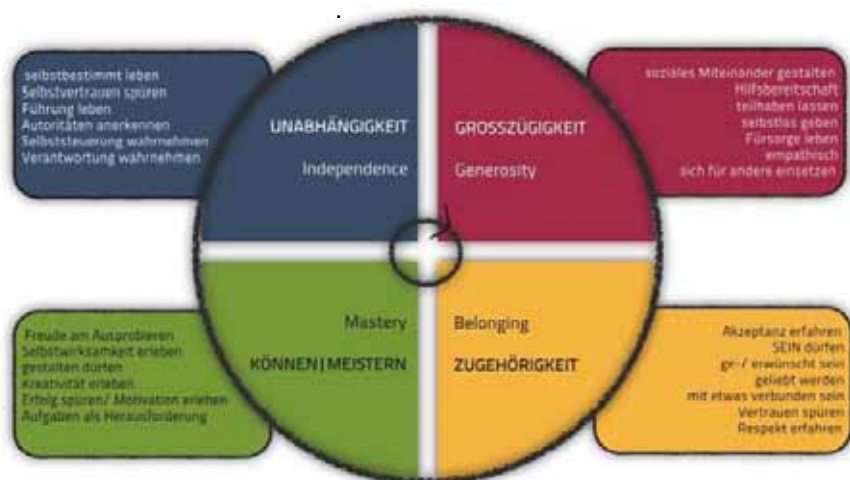 selbstbestimmt leben
Selbstvertrauen spüren
Führung leben
Autoritäten anerkennen
Selbststeuerung wahrnehmen
Verantwortung wahrnehmen
UNABHÄNGIGKEIT
Independence
GROSSZÜGIGKEIT
Generosity
soziales Miteinander gestalten
Hilfsbereitschaft
teilhaben lassen
selbstlos geben
Fürsorge leben
empathisch
sich für andere einsetzen
Freude am Ausprobieren
Selbstwirksamkeit erleben
gestalten dürfen
Kreativität erleben
Erfolg spüren/ Motivation erleben
Aufgaben als Herausforderung
Mastery
KÖNNEN | MEISTERN
Belonging
ZUGEHÖRIGKEIT
Akzeptanz erfahren
SEIN dürfen
ge-/ erwünscht sein
geliebt werden
mit etwas verbunden sein
Vertrauen spüren
Respekt erfahren